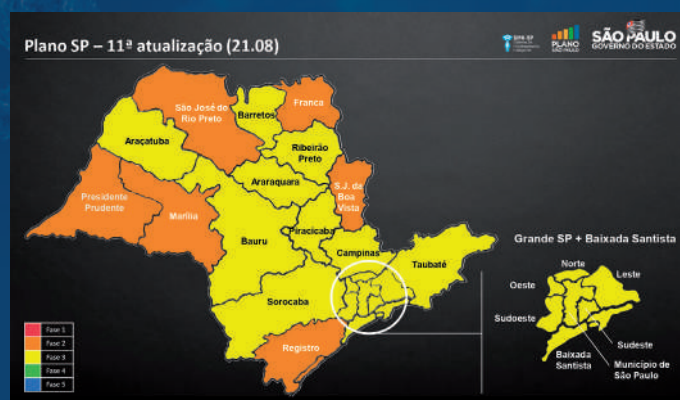 Plano SP – 11ª atualização (21.08)
PLANO
SÃO PAULO
SÃO PAULO
GOVERNO DO ESTADO
São José do
Rio Preto
Franca
Barretos
Araçatuba
Ribeirão
Preto
Araraquara
S.J. da
Boa
Vista
Presidente
Prudente
Marília
Bauru
Piracicaba
Campinas
Taubaté
Sorocaba
Registro
Grande SP + Baixada Santista
Norte
Leste
Oeste
Sudoeste
Sudeste
Baixada
Santista
Município de
São Paulo
Fase 1
Fase 2
Fase 3
Fase 4
Fase 5